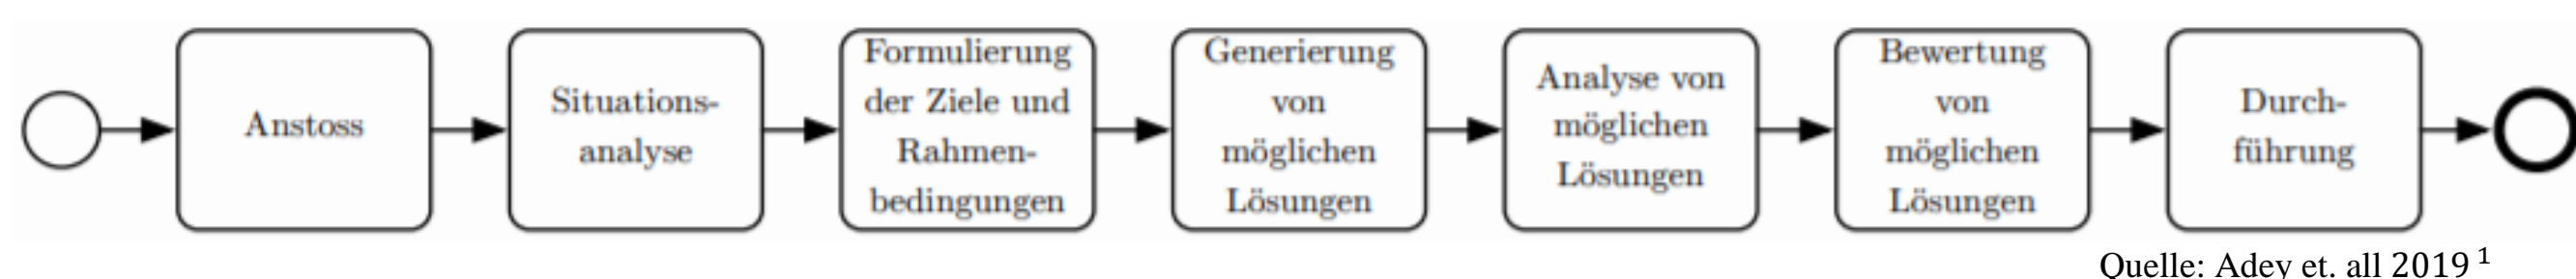 Anstoss
Situations-
analyse
Formulierung
der Ziele und
Rahmen-
bedingungen
Generierung
von
möglichen
Lösungen
Analyse von
möglichen
Lösungen
Bewertung
von
möglichen
Lösungen
Durch-
führung
Quelle: Adey et. all 2019 ¹